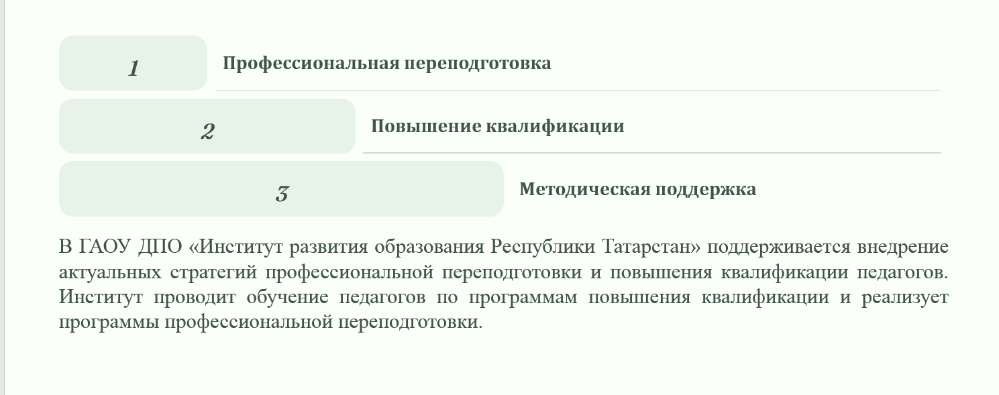 1
Профессиональная переподготовка
2
Повышение квалификации
3
Методическая поддержка
В ГАОУ ДПО «Институт развития образования Республики Татарстан» поддерживается внедрение
актуальных стратегий профессиональной переподготовки и повышения квалификации педагогов.
Институт проводит обучение педагогов по программам повышения квалификации и реализует
программы профессиональной переподготовки.